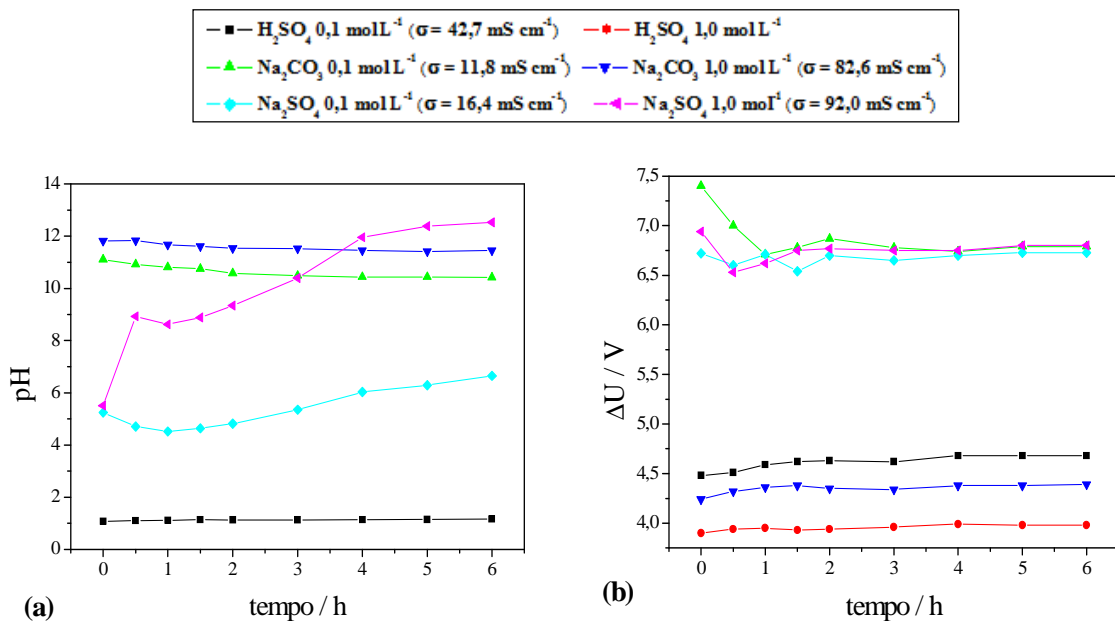 H₂SO₄ 0,1 mol L⁻¹ (σ = 42,7 mS cm⁻¹) H₂SO₄ 1,0 mol L⁻¹
Na₂CO₃ 0,1 mol L⁻¹ (σ = 11,8 mS cm⁻¹) Na₂CO₃ 1,0 mol L⁻¹ (σ = 82,6 mS cm⁻¹)
Na₂SO₄ 0,1 mol L⁻¹ (σ = 16,4 mS cm⁻¹) Na₂SO₄ 1,0 mol⁻¹ (σ = 92,0 mS cm⁻¹)
14
12
10
8
6
4
2
0
pH
0 1 2 3 4 5 6
tempo / h
(a)
7,5
7,0
6,5
6,0
5,5
5,0
4,5
4,0
ΔU / V
0 1 2 3 4 5 6
tempo / h
(b)